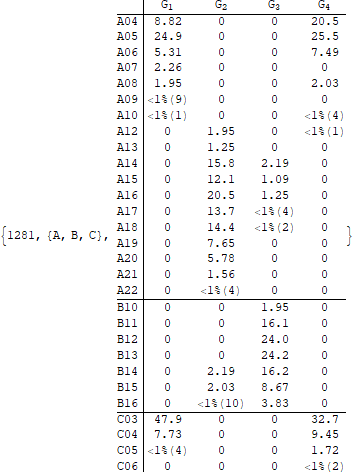 G1 G2 G3 G4
A04 8.82 0 0 20.5
A05 24.9 0 0 25.5
A06 5.31 0 0 7.49
A07 2.26 0 0 0
A08 1.95 0 0 2.03
A09 <1%(9) 0 0 0
A10 <1%(1) 0 0 <1%(4)
A12 0 1.95 0 <1%(1)
A13 0 1.25 0 0
A14 0 15.8 2.19 0
A15 0 12.1 1.09 0
A16 0 20.5 1.25 0
A17 0 13.7 <1%(4) 0
A18 0 14.4 <1%(2) 0
{1281, {A, B, C}, }
A19 0 7.65 0 0
A20 0 5.78 0 0
A21 0 1.56 0 0
A22 0 <1%(4) 0 0
B10 0 0 1.95 0
B11 0 0 16.1 0
B12 0 0 24.0 0
B13 0 0 24.2 0
B14 0 2.19 16.2 0
B15 0 2.03 8.67 0
B16 0 <1%(10) 3.83 0
C03 47.9 0 0 32.7
C04 7.73 0 0 9.45
C05 <1%(4) 0 0 1.72
C06 0 0 0 <1%(2)